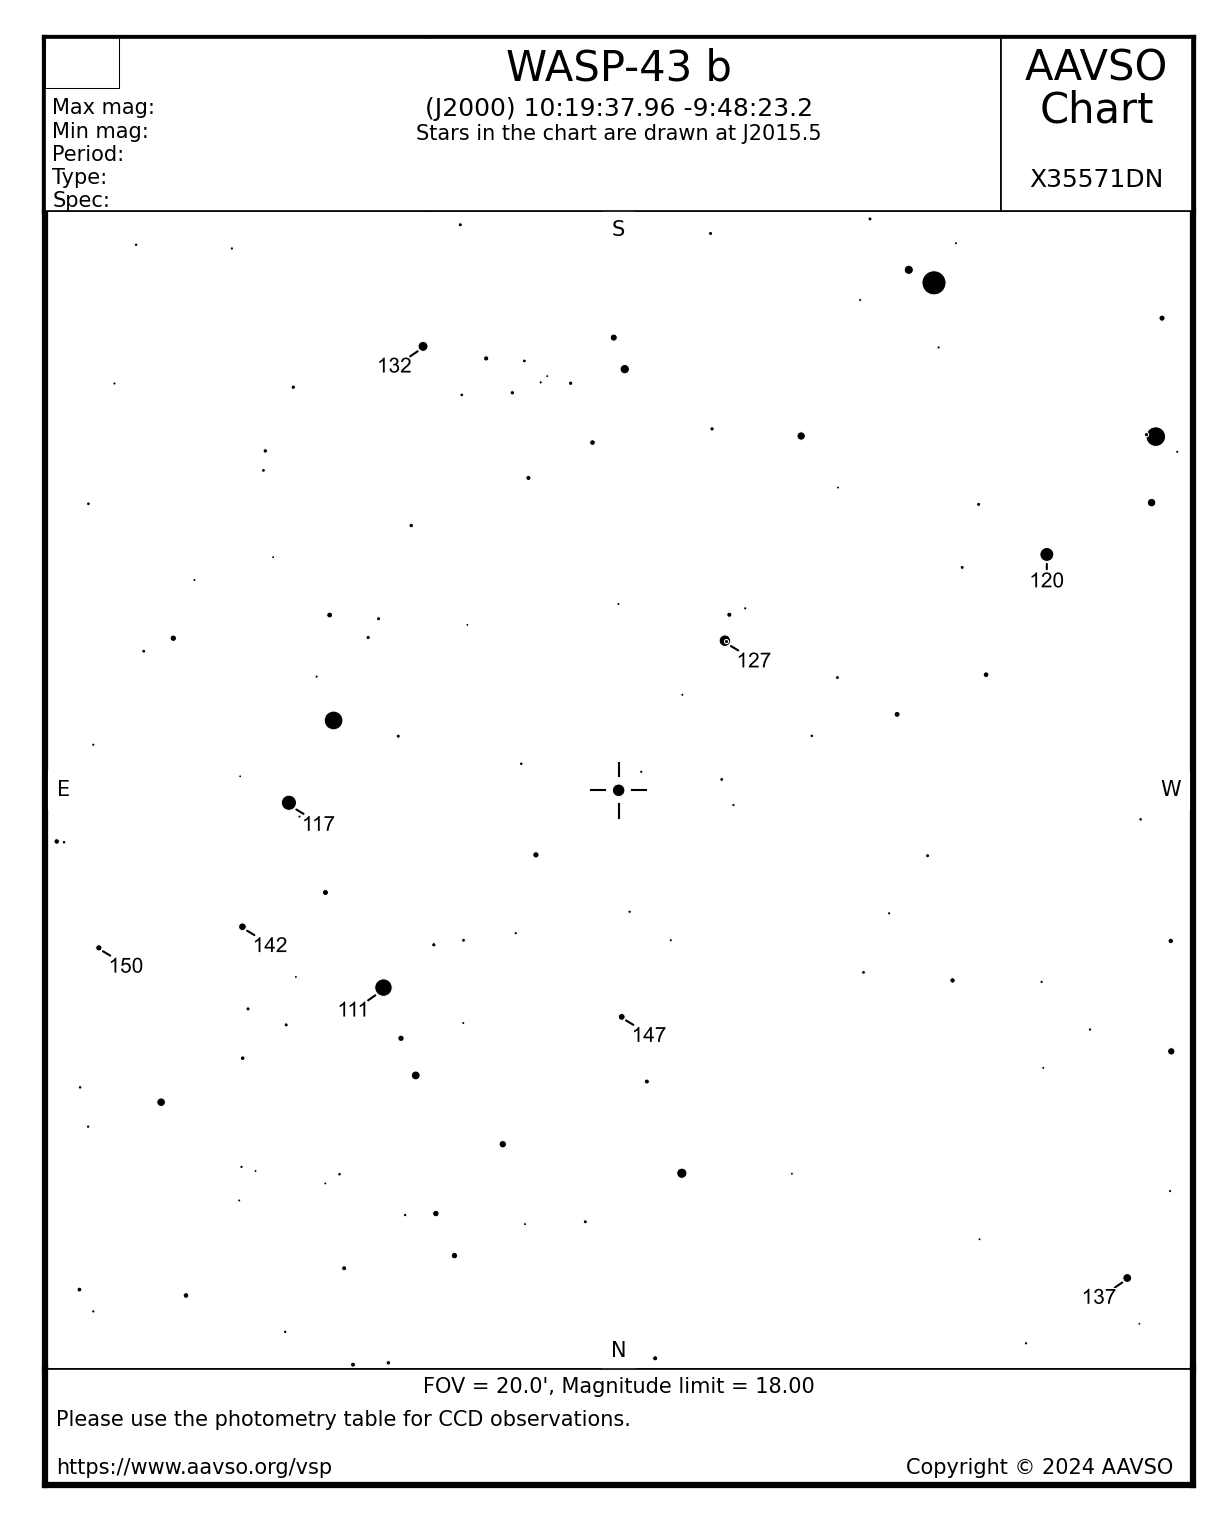 WASP-43 b
(J2000) 10:19:37.96 -9:48:23.2
Stars in the chart are drawn at J2015.5
Max mag:
Min mag:
Period:
Type:
Spec:
AAVSO
Chart
X35571DN
S
132
120
127
E
W
117
142
150
111
147
137
N
FOV = 20.0', Magnitude limit = 18.00
Please use the photometry table for CCD observations.
https://www.aavso.org/vsp
Copyright © 2024 AAVSO